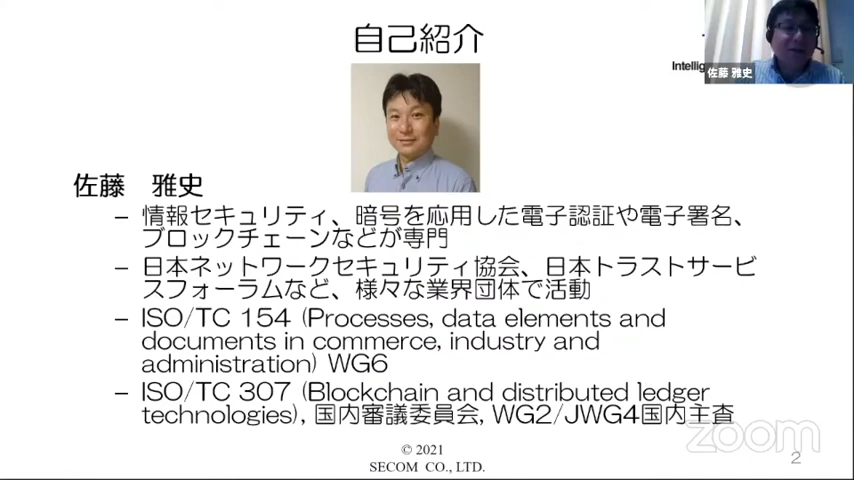 自己紹介
佐藤 雅史
佐藤　雅史
– 情報セキュリティ、暗号を応用した電子認証や電子署名、
ブロックチェーンなどが専門
– 日本ネットワークセキュリティ協会、日本トラストサービ
スフォーラムなど、様々な業界団体で活動
– ISO/TC 154 (Processes, data elements and
documents in commerce, industry and
administration) WG6
– ISO/TC 307 (Blockchain and distributed ledger
technologies), 国内審議委員会, WG2/JWG4国内主査
zoom
© 2021
SECOM CO., LTD.
2